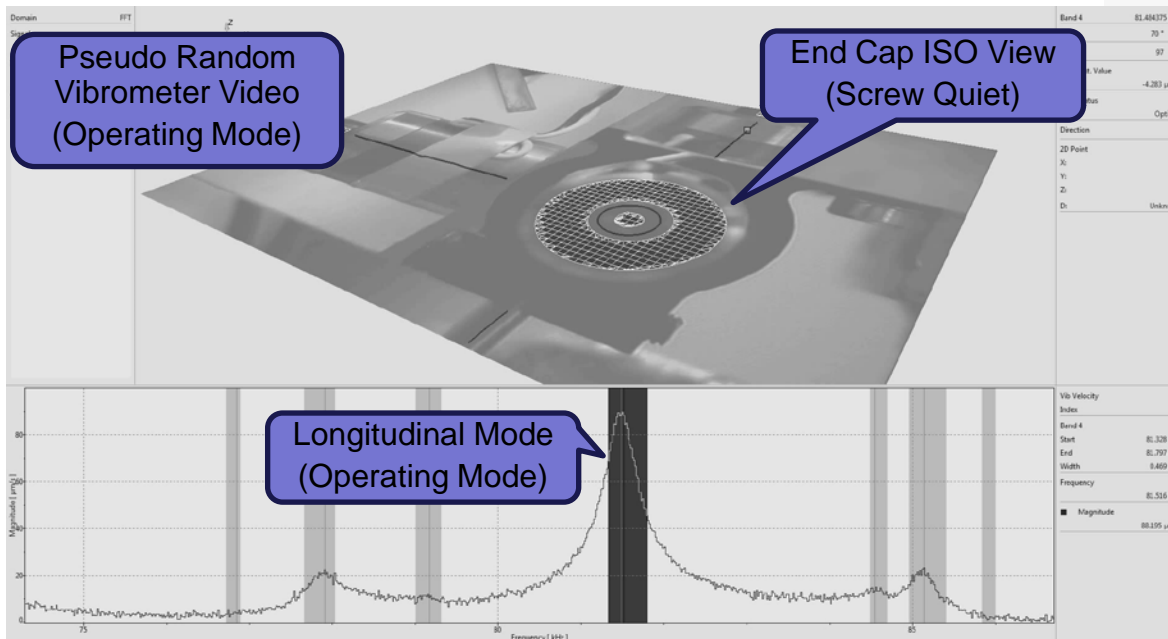 Domain FFT
Z
Pseudo Random
Vibrometer Video
(Operating Mode)
End Cap ISO View
(Screw Quiet)
Band 4 81.484375
70 °
97
Value
-4.283 µ
Direction
2D Point
X:
Y:
Z:
D:
Longitudinal Mode
(Operating Mode)
Magnitude [ µm/s ]
80
60
40
20
0
75 80 85
Frequency [ kHz ]
Vib Velocity
Index
Band 4
Start 81.328
End 81.797
Width 0.469
Frequency
81.516
Magnitude
88.195 µ